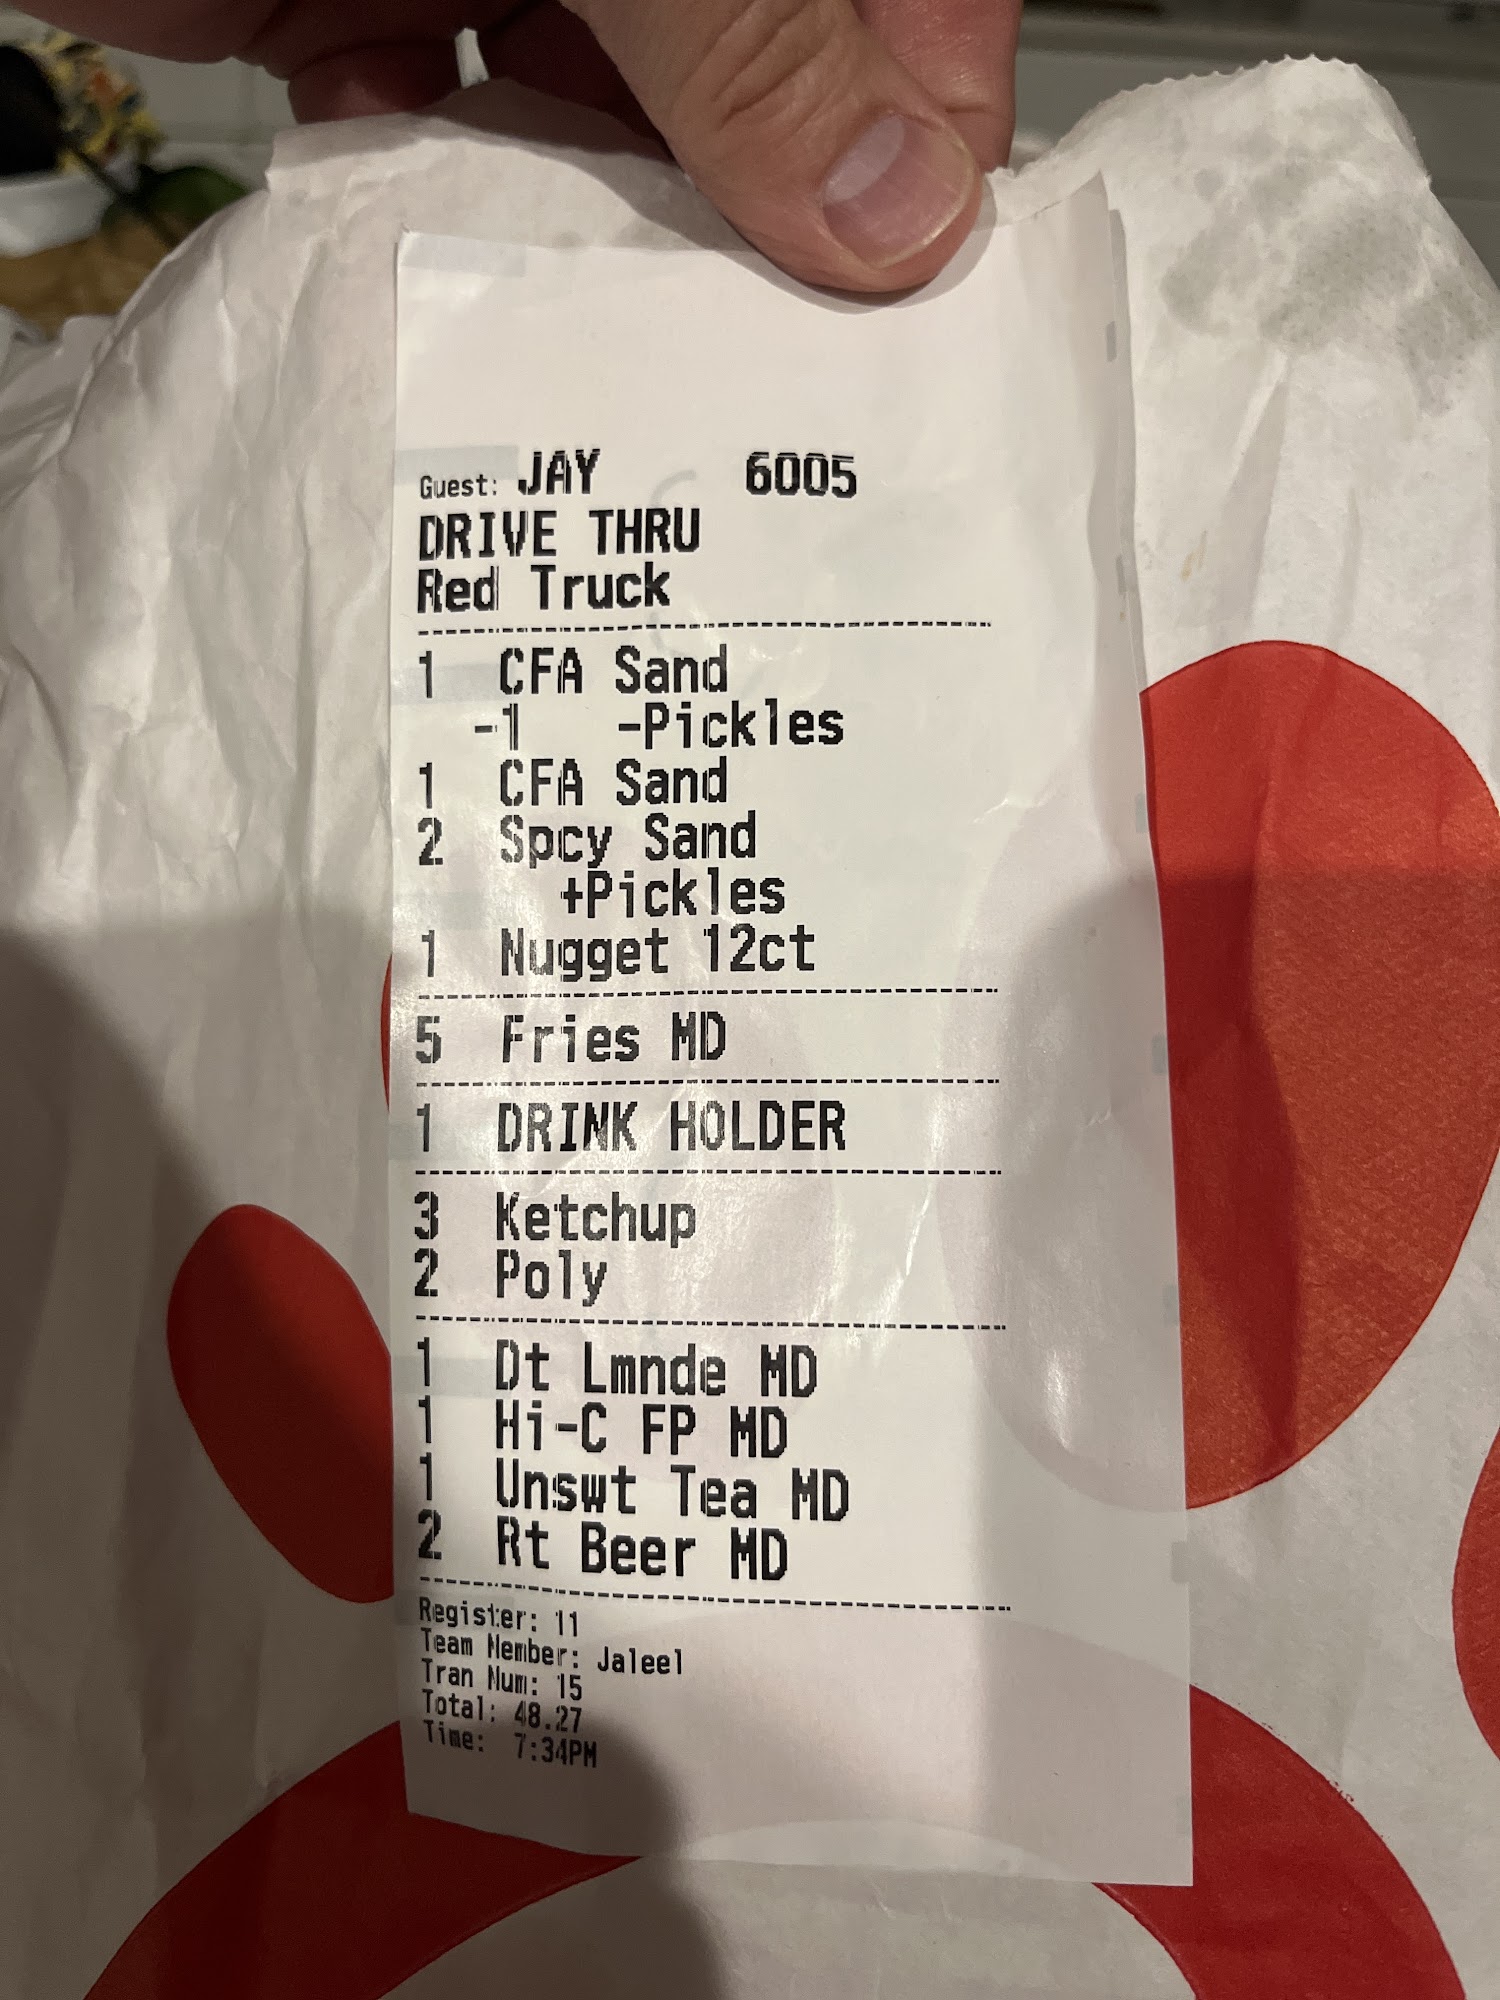 Guest: JAY 6005
DRIVE THRU
Red Truck
1 CFA Sand
-1 -Pickles
1 CFA Sand
2 Spcy Sand
+Pickles
1 Nugget 12ct
5 Fries MD
1 DRINK HOLDER
3 Ketchup
2 Poly
1 Dt Lmnde MD
1 Hi-C FP MD
1 Unswt Tea MD
2 Rt Beer MD
Register: 11
Team Member: Jaleel
Tran Num: 15
Total: 48.27
Time: 7:34PM